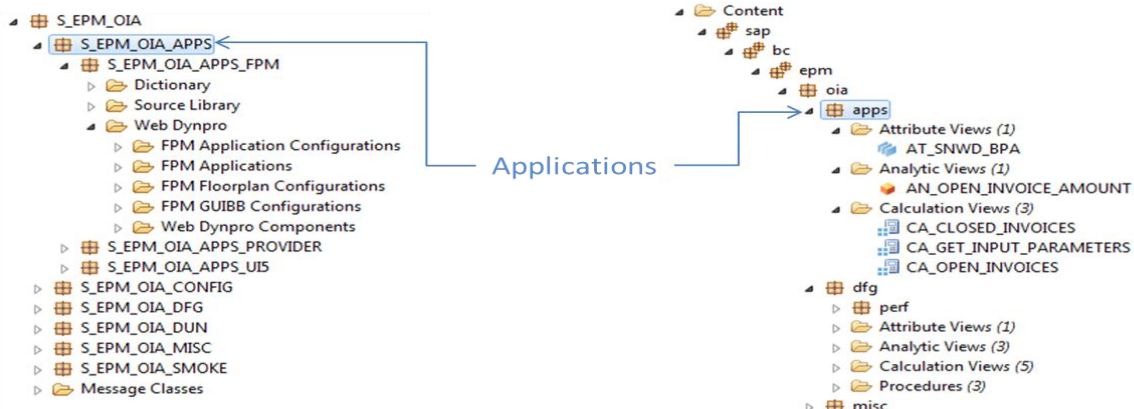 S_EPM_OIA
S_EPM_OIA_APPS
S_EPM_OIA_APPS_FPM
Dictionary
Source Library
Web Dynpro
FPM Application Configurations
FPM Applications
FPM Floorplan Configurations
FPM GUIBB Configurations
Web Dynpro Components
S_EPM_OIA_APPS_PROVIDER
S_EPM_OIA_APPS_UI5
S_EPM_OIA_CONFIG
S_EPM_OIA_DFG
S_EPM_OIA_DUN
S_EPM_OIA_MISC
S_EPM_OIA_SMOKE
Message Classes
Applications
Content
sap
bc
epm
oia
apps
Attribute Views (1)
AT_SNWD_BPA
Analytic Views (1)
AN_OPEN_INVOICE_AMOUNT
Calculation Views (3)
CA_CLOSED_INVOICES
CA_GET_INPUT_PARAMETERS
CA_OPEN_INVOICES
dfg
perf
Attribute Views (1)
Analytic Views (3)
Calculation Views (5)
Procedures (3)
misc